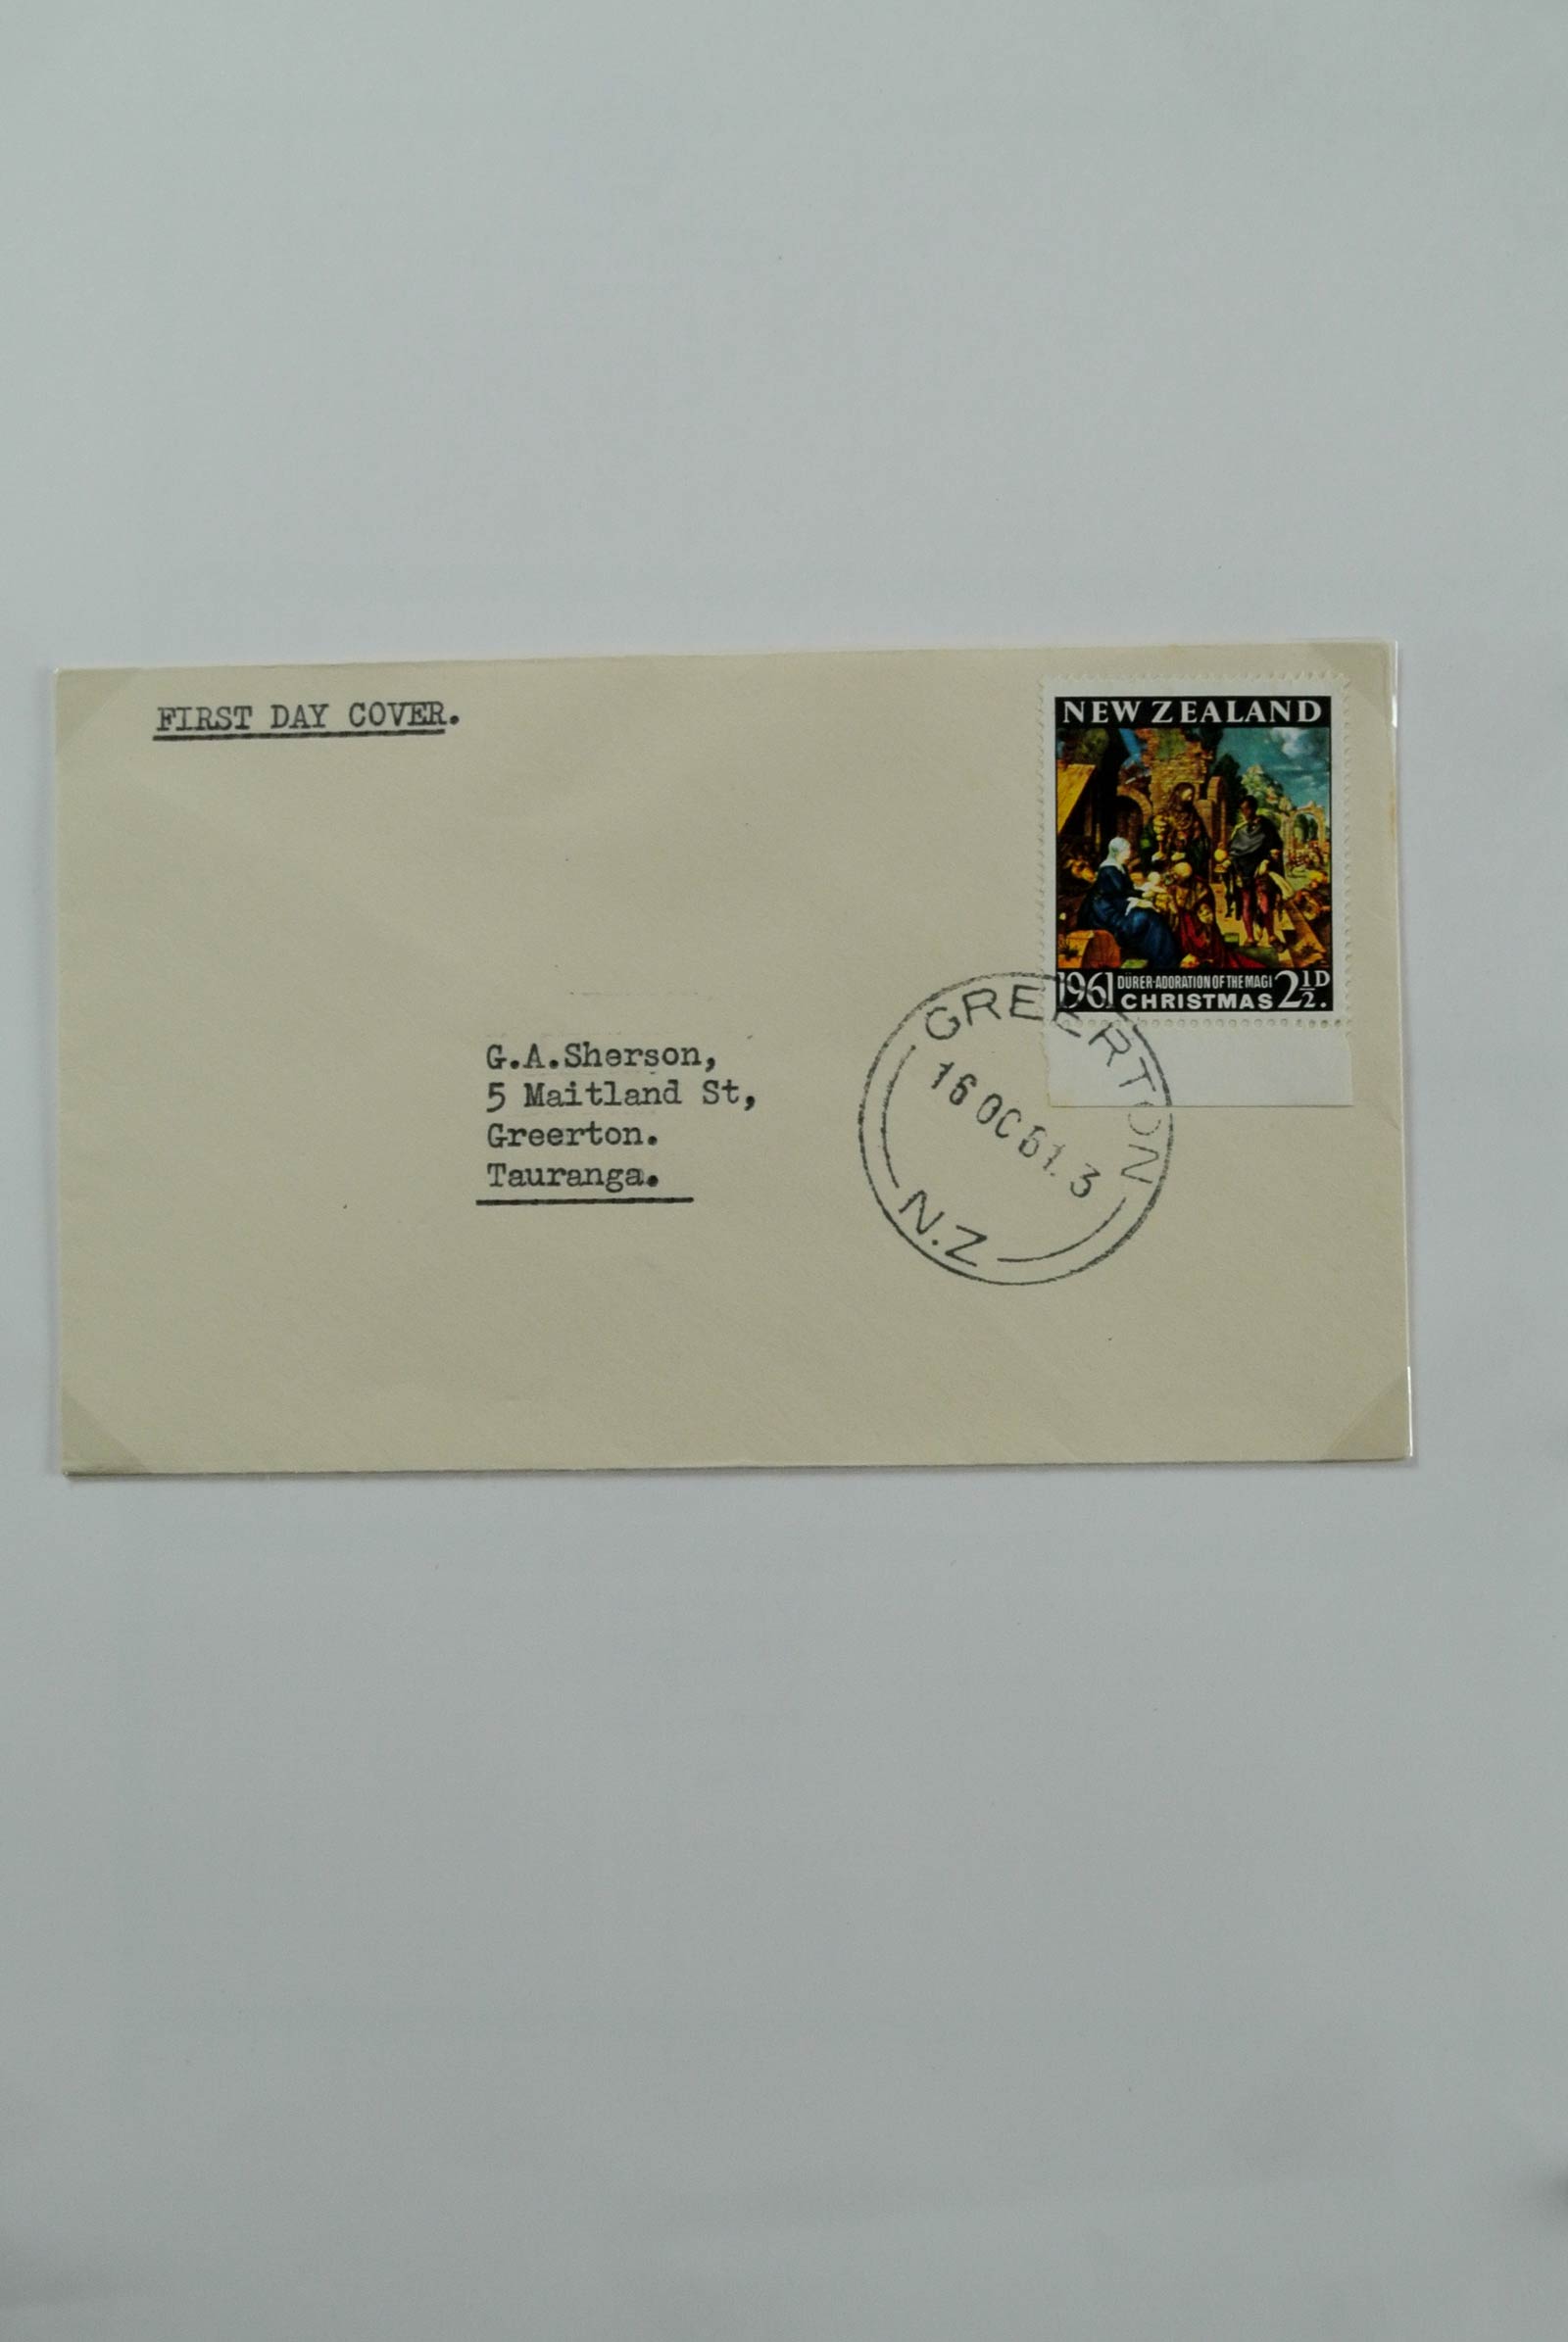 FIRST DAY COVER.
NEW ZEALAND
1961 DÜRER-ADORATION OF THE MAGI 2½D.
CHRISTMAS
G.A.Sherson,
5 Maitland St,
Greerton.
Tauranga.
GREERTON
16 OC 61. 3
N.Z